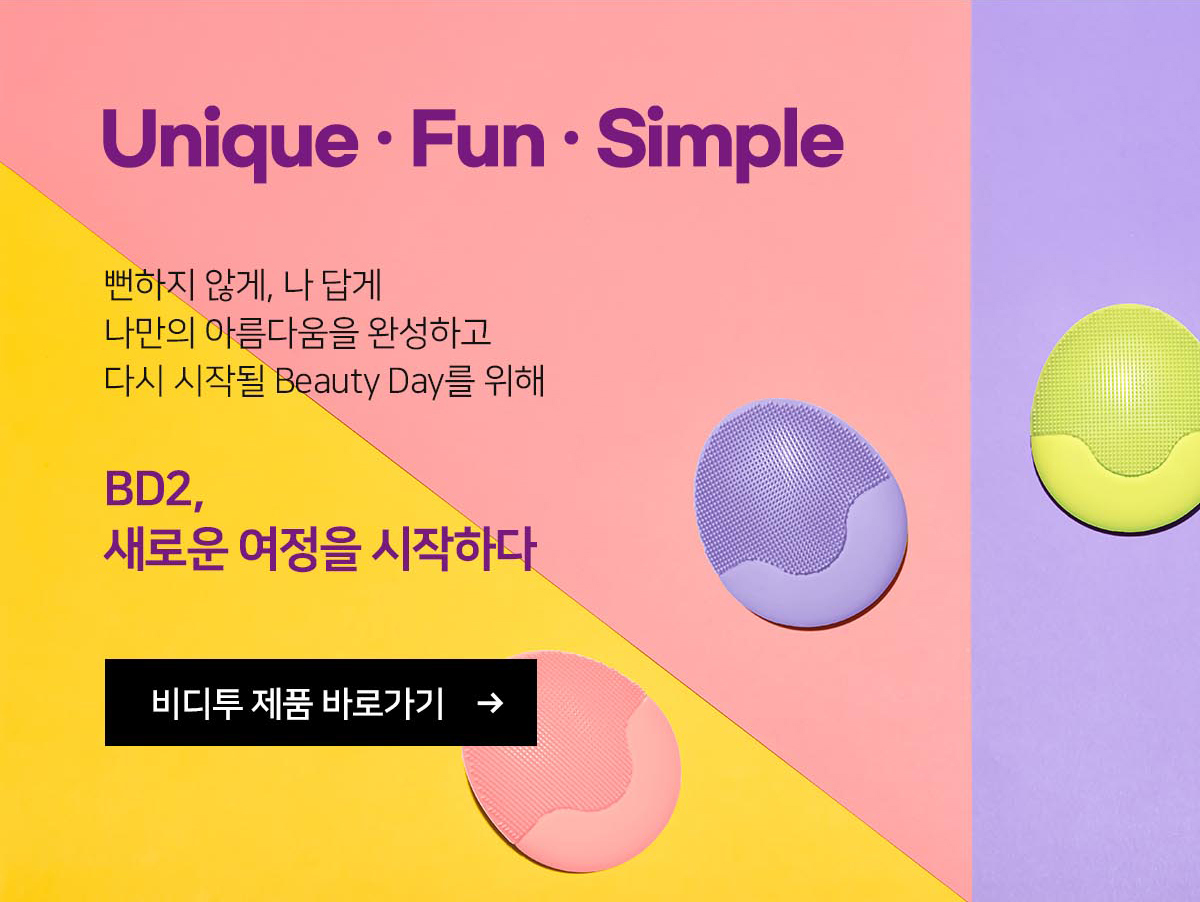 Unique · Fun · Simple
뻔하지 않게, 나 답게
나만의 아름다움을 완성하고
다시 시작될 Beauty Day를 위해
BD2,
새로운 여정을 시작하다
비디투 제품 바로가기 →